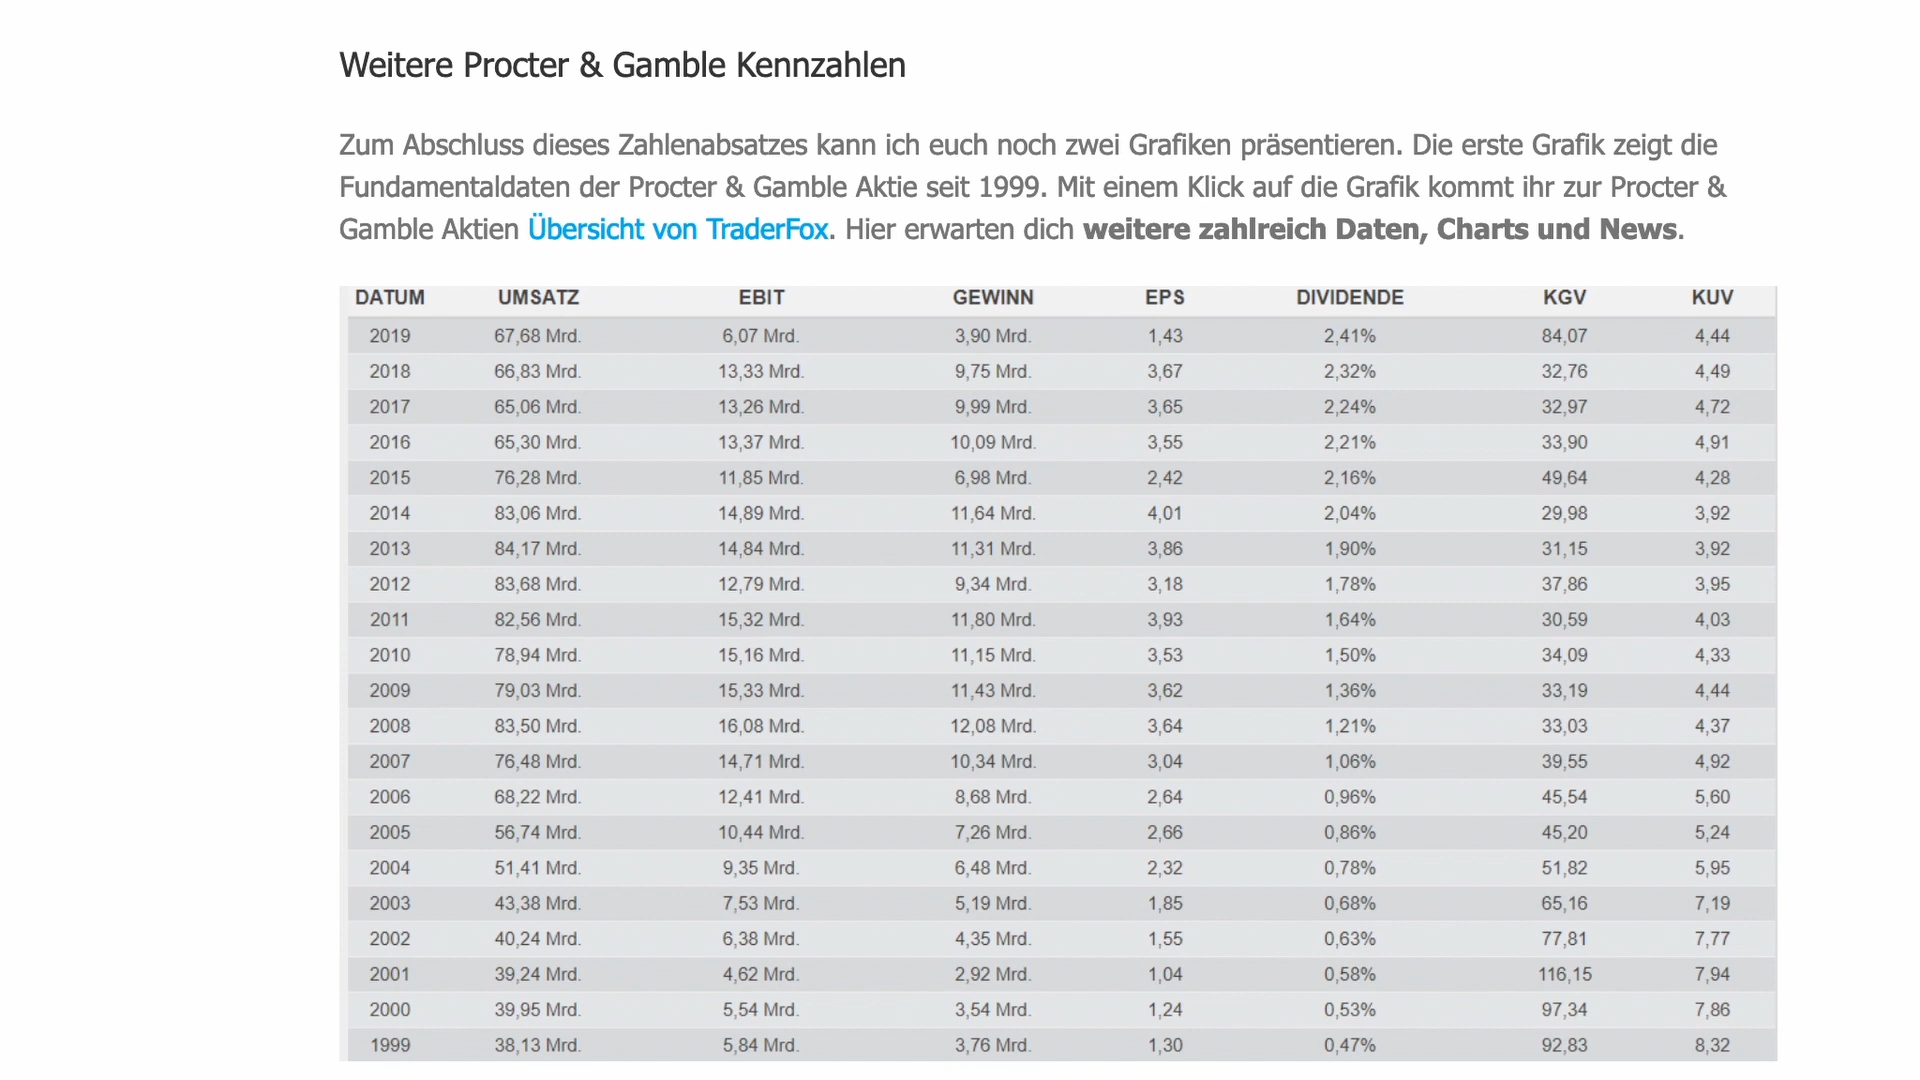 Weitere Procter & Gamble Kennzahlen
Zum Abschluss dieses Zahlenabsatzes kann ich euch noch zwei Grafiken präsentieren. Die erste Grafik zeigt die
Fundamentaldaten der Procter & Gamble Aktie seit 1999. Mit einem Klick auf die Grafik kommt ihr zur Procter &
Gamble Aktien Übersicht von TraderFox. Hier erwarten dich weitere zahlreich Daten, Charts und News.
DATUM UMSATZ EBIT GEWINN EPS DIVIDENDE KGV KUV
2019 67,68 Mrd. 6,07 Mrd. 3,90 Mrd. 1,43 2,41% 84,07 4,44
2018 66,83 Mrd. 13,33 Mrd. 9,75 Mrd. 3,67 2,32% 32,76 4,49
2017 65,06 Mrd. 13,26 Mrd. 9,99 Mrd. 3,65 2,24% 32,97 4,72
2016 65,30 Mrd. 13,37 Mrd. 10,09 Mrd. 3,55 2,21% 33,90 4,91
2015 76,28 Mrd. 11,85 Mrd. 6,98 Mrd. 2,42 2,16% 49,64 4,28
2014 83,06 Mrd. 14,89 Mrd. 11,64 Mrd. 4,01 2,04% 29,98 3,92
2013 84,17 Mrd. 14,84 Mrd. 11,31 Mrd. 3,86 1,90% 31,15 3,92
2012 83,68 Mrd. 12,79 Mrd. 9,34 Mrd. 3,18 1,78% 37,86 3,95
2011 82,56 Mrd. 15,32 Mrd. 11,80 Mrd. 3,93 1,64% 30,59 4,03
2010 78,94 Mrd. 15,16 Mrd. 11,15 Mrd. 3,53 1,50% 34,09 4,33
2009 79,03 Mrd. 15,33 Mrd. 11,43 Mrd. 3,62 1,36% 33,19 4,44
2008 83,50 Mrd. 16,08 Mrd. 12,08 Mrd. 3,64 1,21% 33,03 4,37
2007 76,48 Mrd. 14,71 Mrd. 10,34 Mrd. 3,04 1,06% 39,55 4,92
2006 68,22 Mrd. 12,41 Mrd. 8,68 Mrd. 2,64 0,96% 45,54 5,60
2005 56,74 Mrd. 10,44 Mrd. 7,26 Mrd. 2,66 0,86% 45,20 5,24
2004 51,41 Mrd. 9,35 Mrd. 6,48 Mrd. 2,32 0,78% 51,82 5,95
2003 43,38 Mrd. 7,53 Mrd. 5,19 Mrd. 1,85 0,68% 65,16 7,19
2002 40,24 Mrd. 6,38 Mrd. 4,35 Mrd. 1,55 0,63% 77,81 7,77
2001 39,24 Mrd. 4,62 Mrd. 2,92 Mrd. 1,04 0,58% 116,15 7,94
2000 39,95 Mrd. 5,54 Mrd. 3,54 Mrd. 1,24 0,53% 97,34 7,86
1999 38,13 Mrd. 5,84 Mrd. 3,76 Mrd. 1,30 0,47% 92,83 8,32